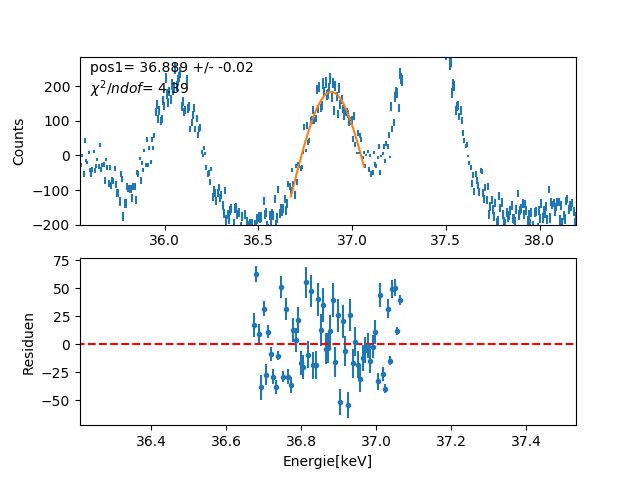 pos1= 36.889 +/- -0.02
χ²/ndof= 4.39
Counts
200
100
0
−100
−200
36.0 36.5 37.0 37.5 38.0
Residuen
75
50
25
0
−25
−50
36.4 36.6 36.8 37.0 37.2 37.4
Energie[keV]